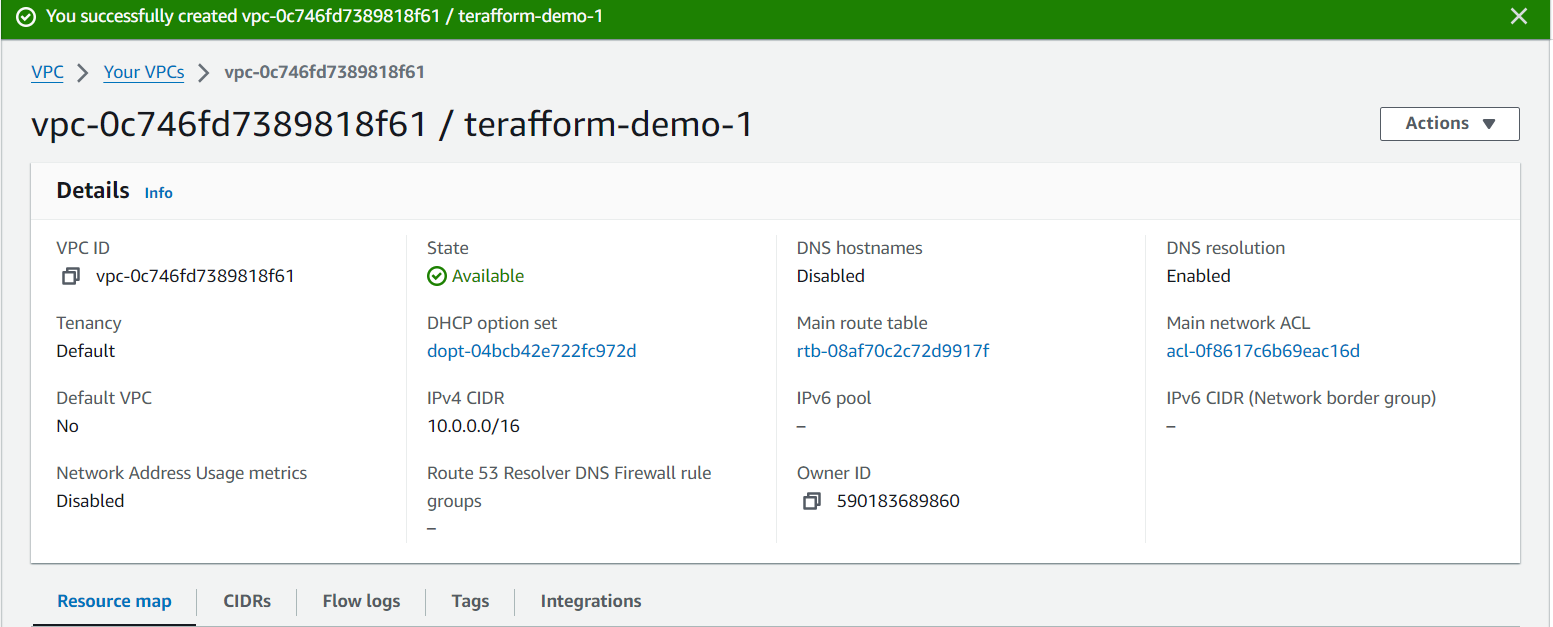 You successfully created vpc-0c746fd7389818f61 / terafform-demo-1
VPC > Your VPCs > vpc-0c746fd7389818f61
vpc-0c746fd7389818f61 / terafform-demo-1
Actions
Details Info
VPC ID
vpc-0c746fd7389818f61
State
Available
DNS hostnames
Disabled
DNS resolution
Enabled
Tenancy
Default
DHCP option set
dopt-04bcb42e722fc972d
Main route table
rtb-08af70c2c72d9917f
Main network ACL
acl-0f8617c6b69eac16d
Default VPC
No
IPv4 CIDR
10.0.0.0/16
IPv6 pool
–
IPv6 CIDR (Network border group)
–
Network Address Usage metrics
Disabled
Route 53 Resolver DNS Firewall rule
groups
–
Owner ID
590183689860
Resource map CIDRs Flow logs Tags Integrations